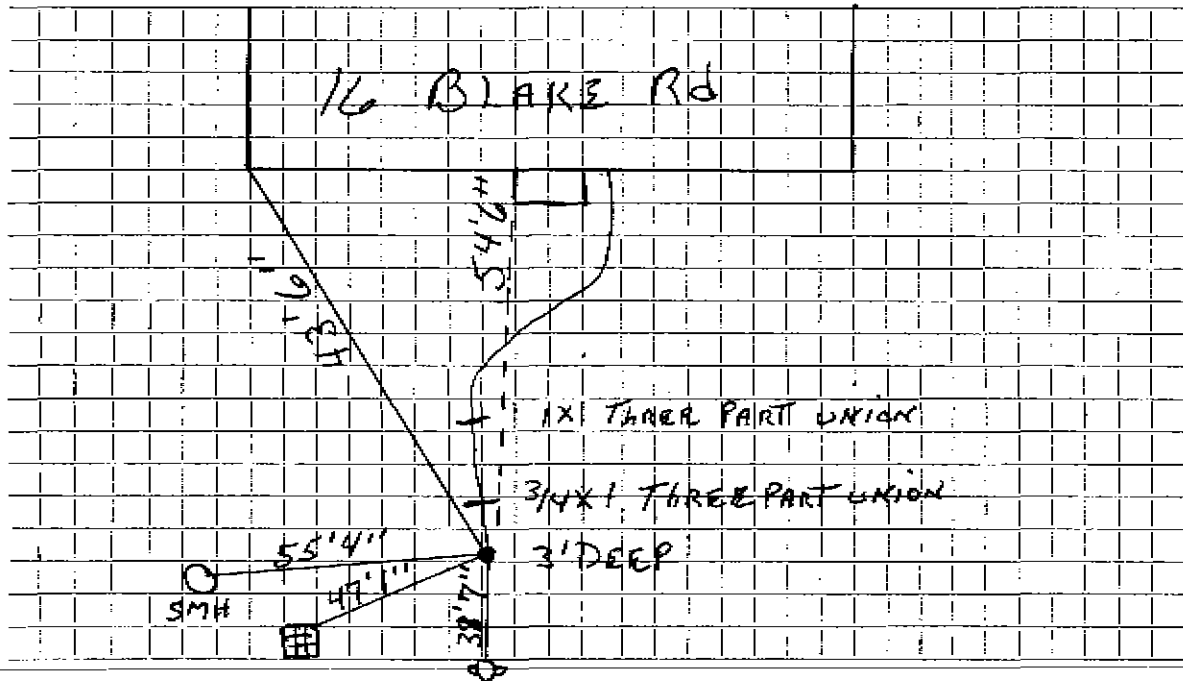 16 BLAKE Rd
54'6"
43'6"
1X1 THREE PART UNION
3/4X1 THREE PART UNION
3' DEEP
55'4"
47'1"
38'7"
SMH